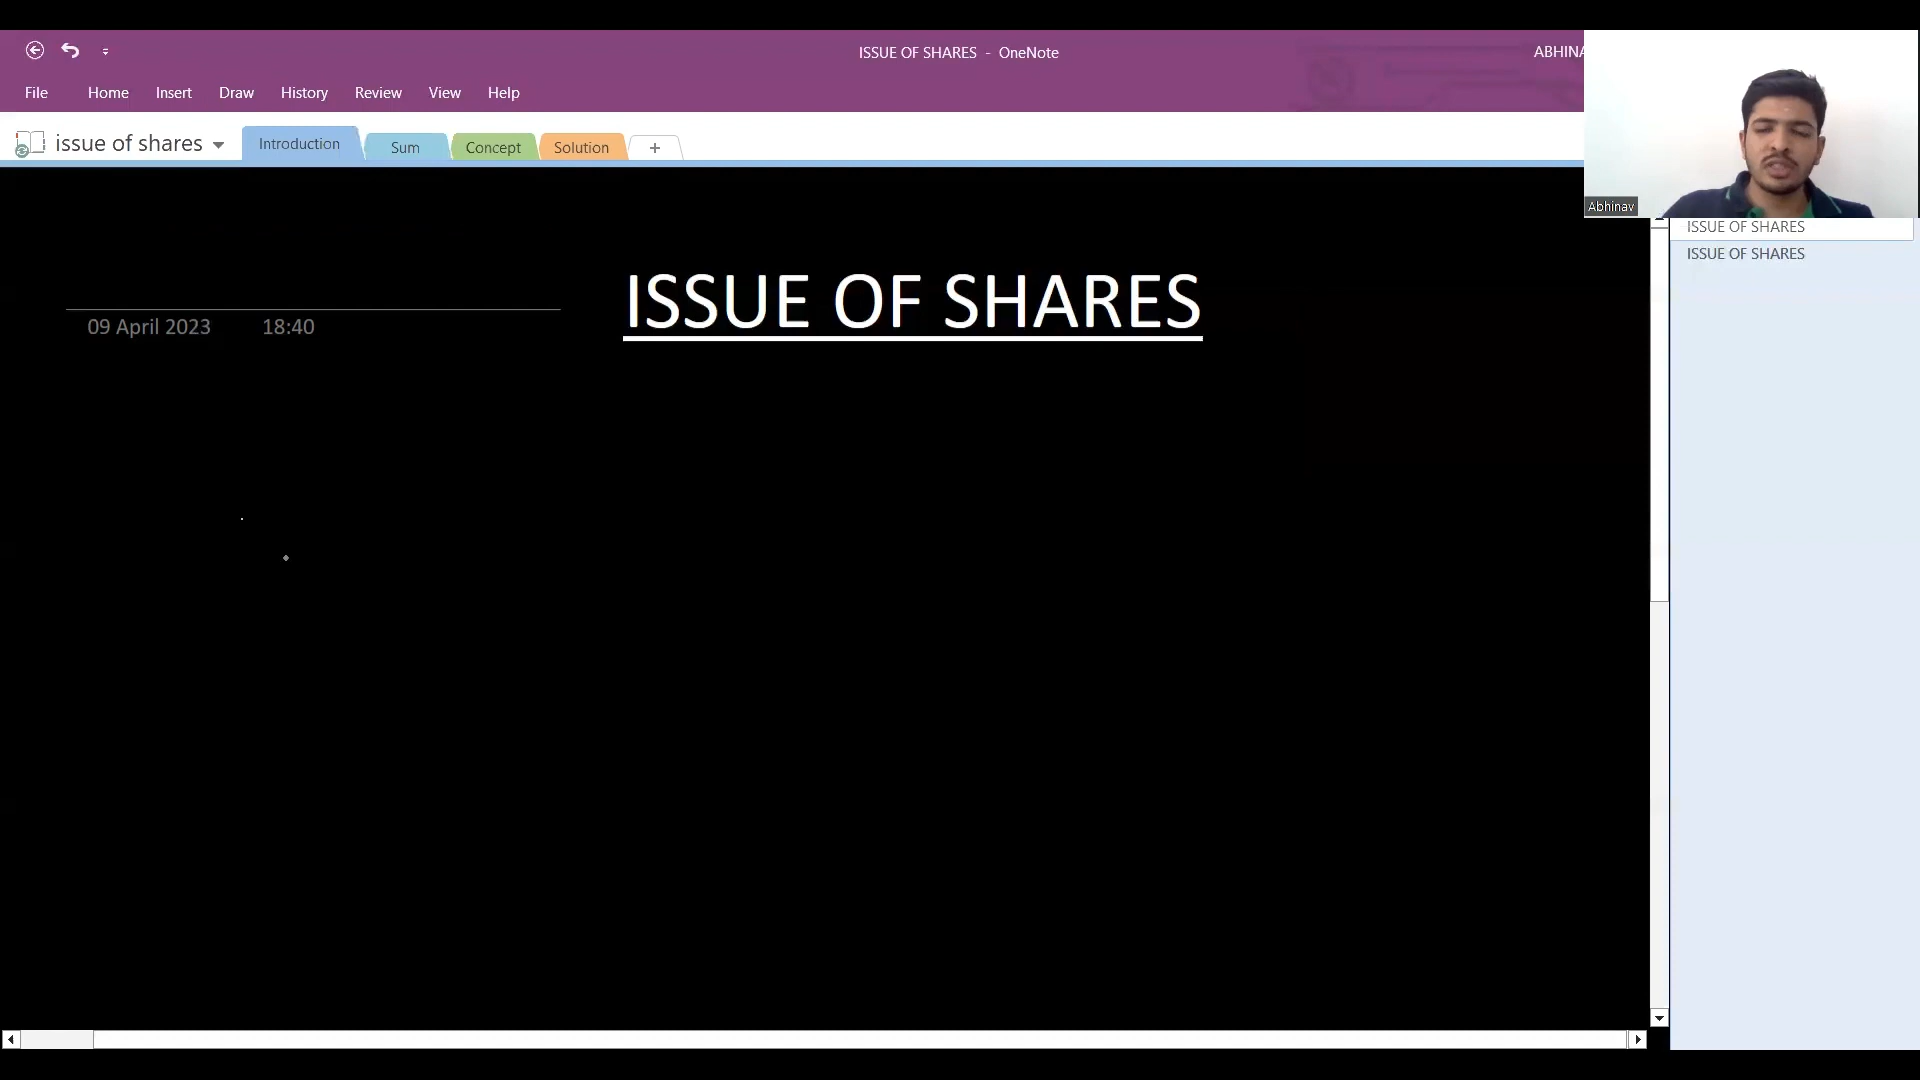 ISSUE OF SHARES - OneNote
ABHINA
File Home Insert Draw History Review View Help
issue of shares Introduction Sum Concept Solution +
Abhinav
ISSUE OF SHARES
ISSUE OF SHARES
ISSUE OF SHARES
09 April 2023 18:40